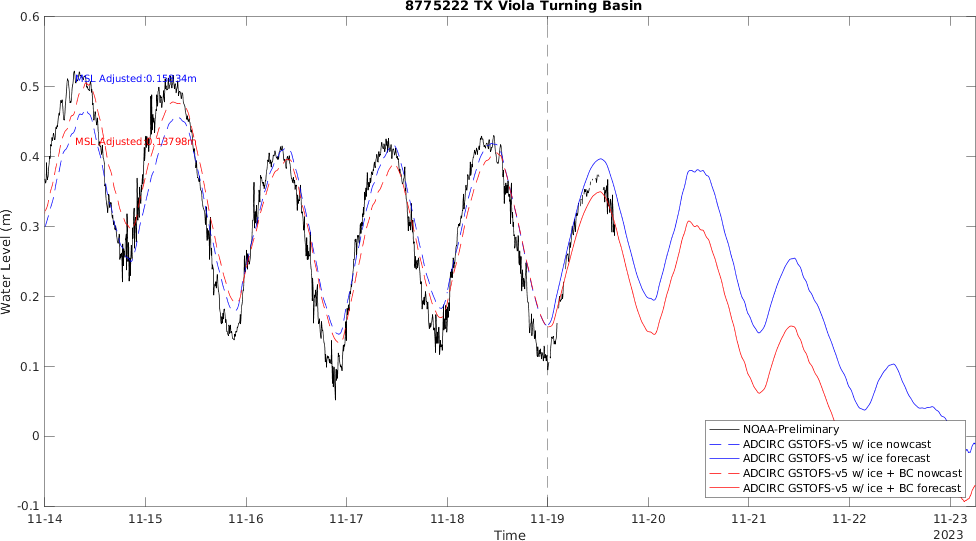 8775222 TX Viola Turning Basin
0.6
0.5
0.4
0.3
0.2
0.1
0
-0.1
Water Level (m)
MSL Adjusted:0.15834m
MSL Adjusted:0.13798m
NOAA-Preliminary
ADCIRC GSTOFS-v5 w/ ice nowcast
ADCIRC GSTOFS-v5 w/ ice forecast
ADCIRC GSTOFS-v5 w/ ice + BC nowcast
ADCIRC GSTOFS-v5 w/ ice + BC forecast
11-14 11-15 11-16 11-17 11-18 11-19 11-20 11-21 11-22 11-23
2023
Time